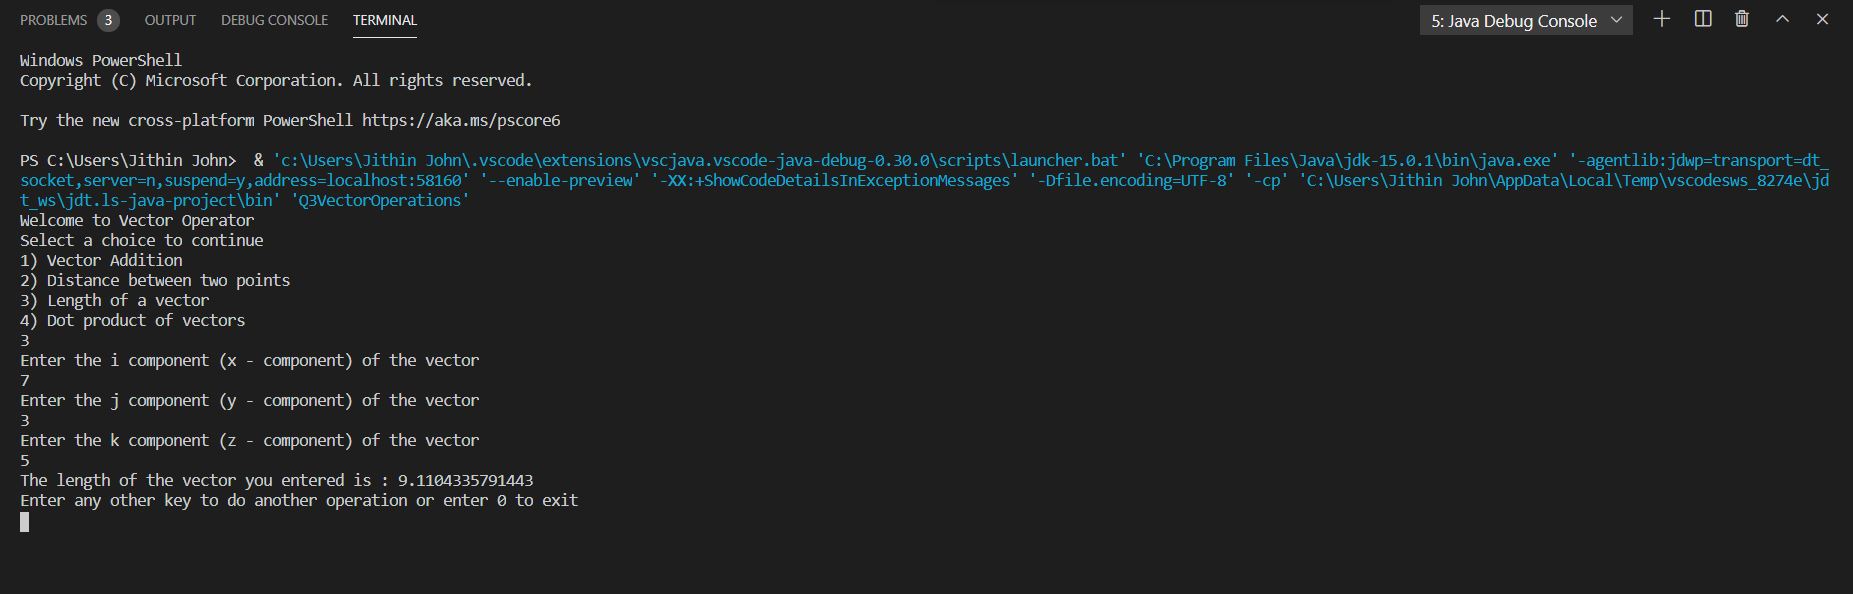 PROBLEMS 3 OUTPUT DEBUG CONSOLE TERMINAL 5: Java Debug Console
Windows PowerShell
Copyright (C) Microsoft Corporation. All rights reserved.
Try the new cross-platform PowerShell https://aka.ms/pscore6
PS C:\Users\Jithin John>  & 'c:\Users\Jithin John\.vscode\extensions\vscjava.vscode-java-debug-0.30.0\scripts\launcher.bat' 'C:\Program Files\Java\jdk-15.0.1\bin\java.exe' '-agentlib:jdwp=transport=dt_
socket,server=n,suspend=y,address=localhost:58160' '--enable-preview' '-XX:+ShowCodeDetailsInExceptionMessages' '-Dfile.encoding=UTF-8' '-cp' 'C:\Users\Jithin John\AppData\Local\Temp\vscodesws_8274e\jd
t_ws\jdt.ls-java-project\bin' 'Q3VectorOperations'
Welcome to Vector Operator
Select a choice to continue
1) Vector Addition
2) Distance between two points
3) Length of a vector
4) Dot product of vectors
3
Enter the i component (x - component) of the vector
7
Enter the j component (y - component) of the vector
3
Enter the k component (z - component) of the vector
5
The length of the vector you entered is : 9.1104335791443
Enter any other key to do another operation or enter 0 to exit